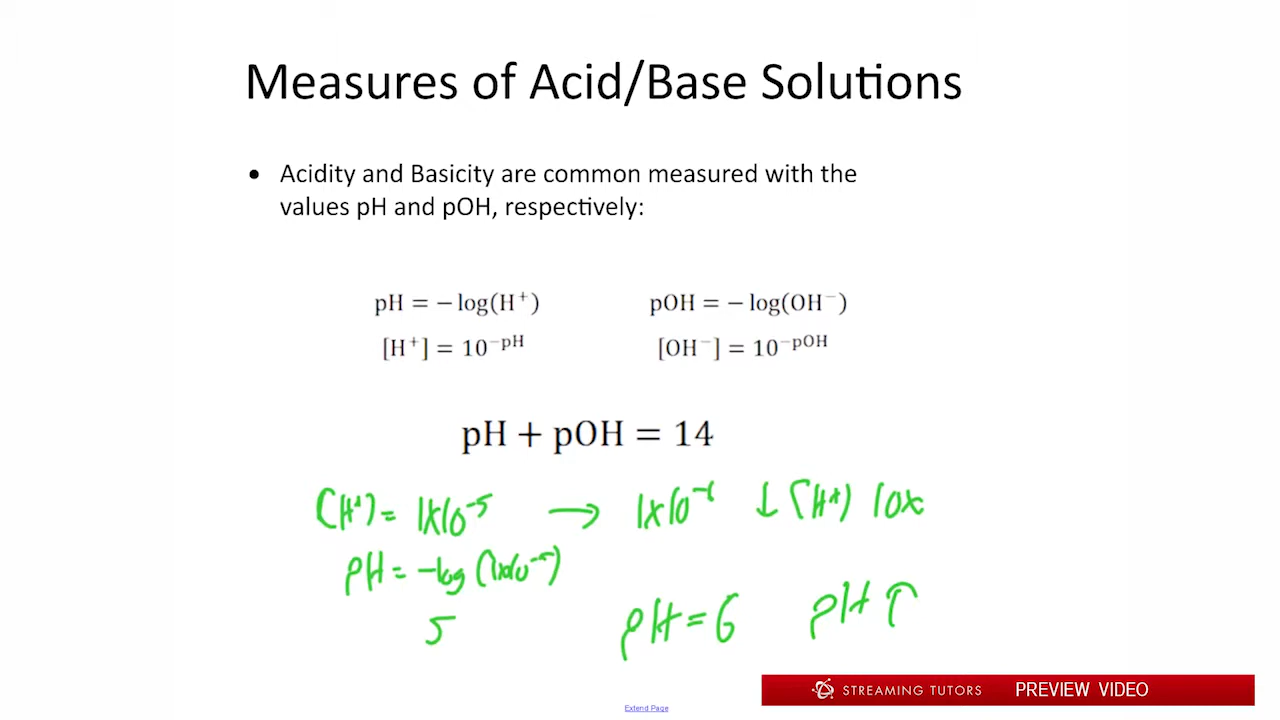 Measures of Acid/Base Solutions
• Acidity and Basicity are common measured with the
values pH and pOH, respectively:
pH = − log(H⁺) pOH = − log(OH⁻)
[H⁺] = 10⁻ᵖᴴ [OH⁻] = 10⁻ᵖᴼᴴ
pH + pOH = 14
[H⁺] = 1x10⁻⁵ → 1x10⁻⁶ ↓ [H⁺] 10x
pH = -log (1x10⁻⁵)
5
pH = 6 pH ↑
STREAMING TUTORS PREVIEW VIDEO
Extend Page